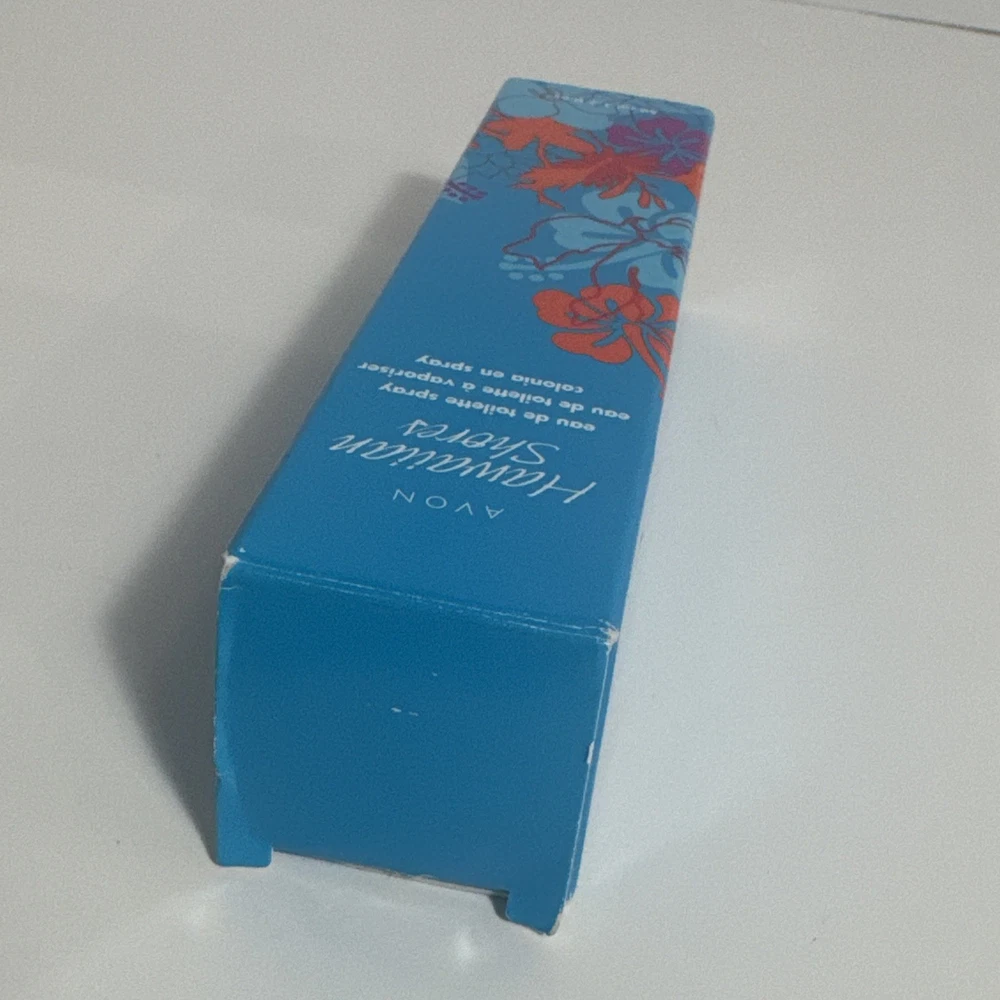 AVON
Hawaiian
Shores
eau de toilette spray
eau de toilette à vaporiser
colonia en spray